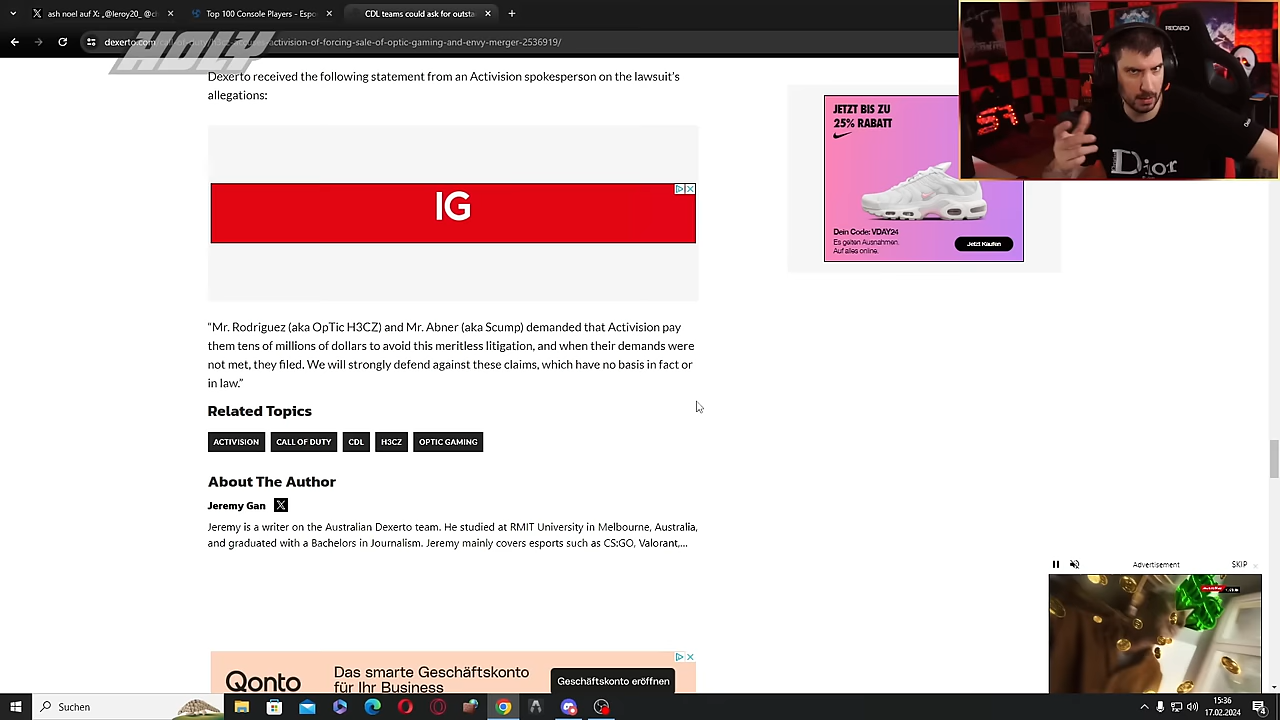 ash noel auf X: „@leroy20_ @c
Top 100 Console Players - Espo
CDL teams could ask for outsta
HOLY
dexerto.com
activision-of-forcing-sale-of-optic-gaming-and-envy-merger-2536919/
RECARO
Dior
Dexerto received the following statement from an Activision spokesperson on the lawsuit's
allegations:
JETZT BIS ZU
25% RABATT
Dein Code: VDAY24
Es gelten Ausnahmen.
Auf alles online.
Jetzt Kaufen
IG
"Mr. Rodriguez (aka OpTic H3CZ) and Mr. Abner (aka Scump) demanded that Activision pay
them tens of millions of dollars to avoid this meritless litigation, and when their demands were
not met, they filed. We will strongly defend against these claims, which have no basis in fact or
in law."
Related Topics
ACTIVISION CALL OF DUTY CDL H3CZ OPTIC GAMING
About The Author
Jeremy Gan
Jeremy is a writer on the Australian Dexerto team. He studied at RMIT University in Melbourne, Australia,
and graduated with a Bachelors in Journalism. Jeremy mainly covers esports such as CS:GO, Valorant,...
Advertisement SKIP
Qonto
Das smarte Geschäftskonto
für Ihr Business
Geschäftskonto eröffnen
Suchen
15:36
17.02.2024